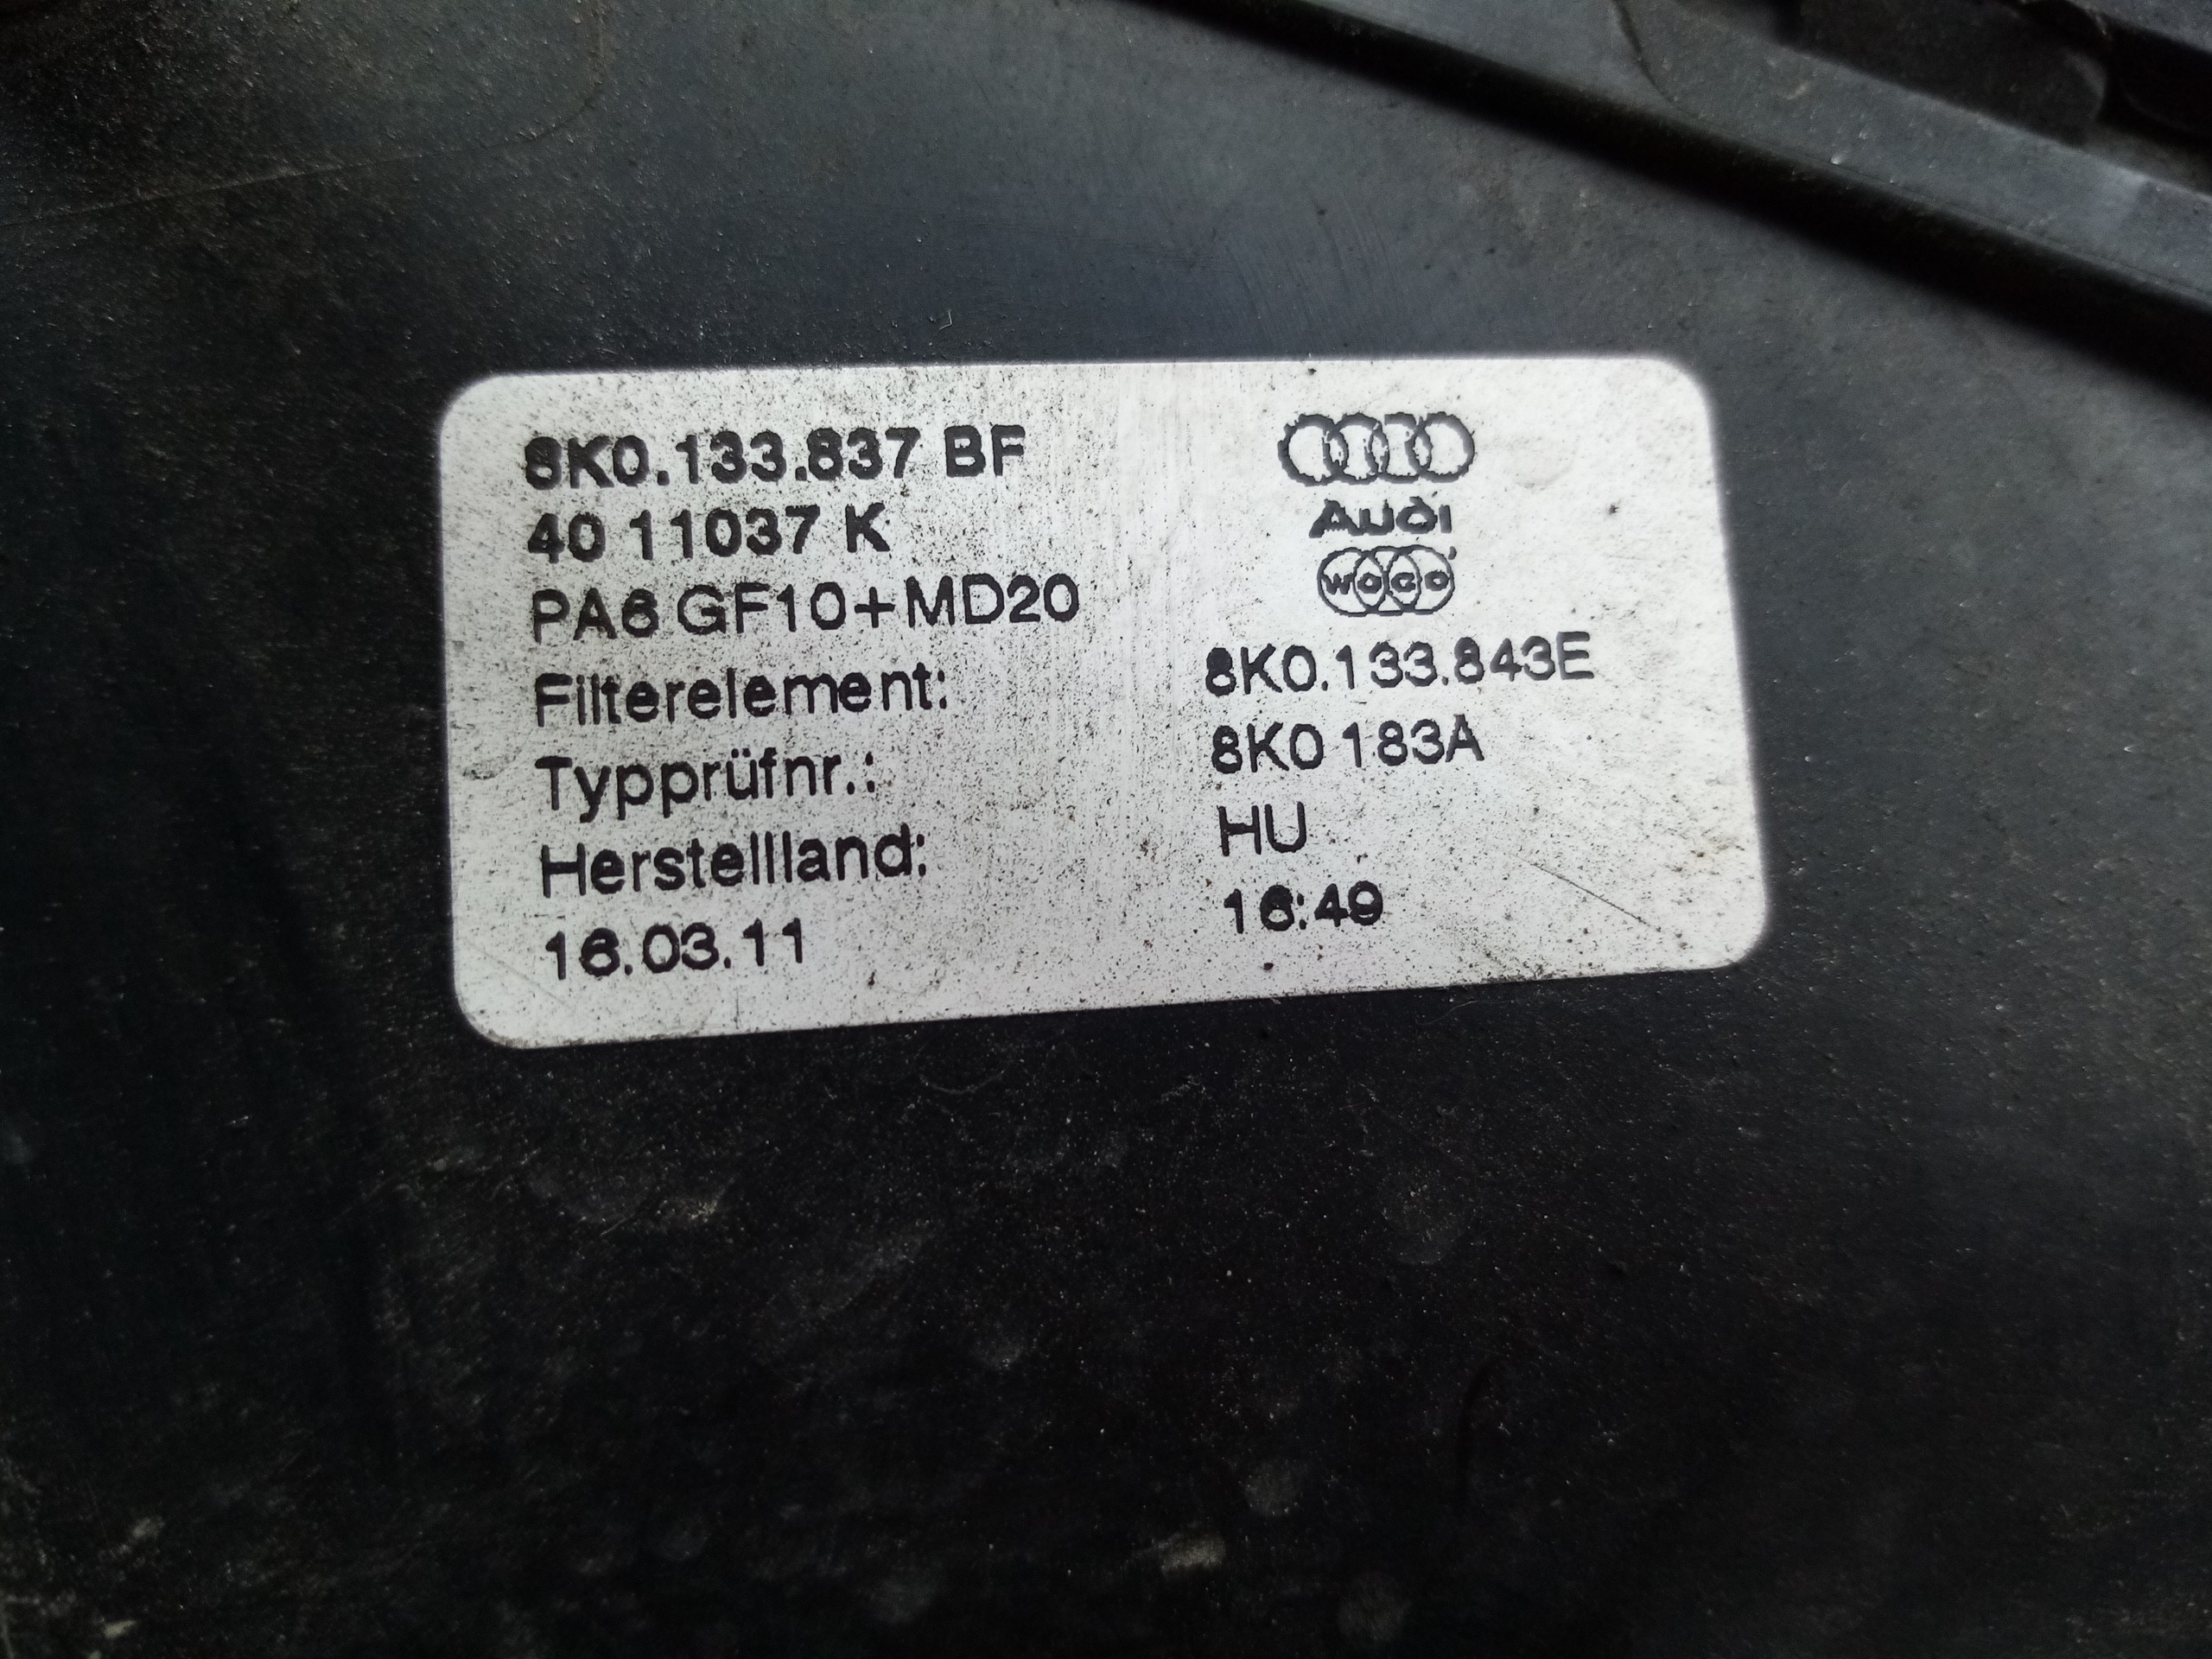 8K0.133.837 BF
40 11037 K
Audi
PA6 GF10+MD20
woco
Filterelement: 8K0.133.843E
Typprüfnr.: 8K0 183A
Herstellland: HU
16.03.11 16:49